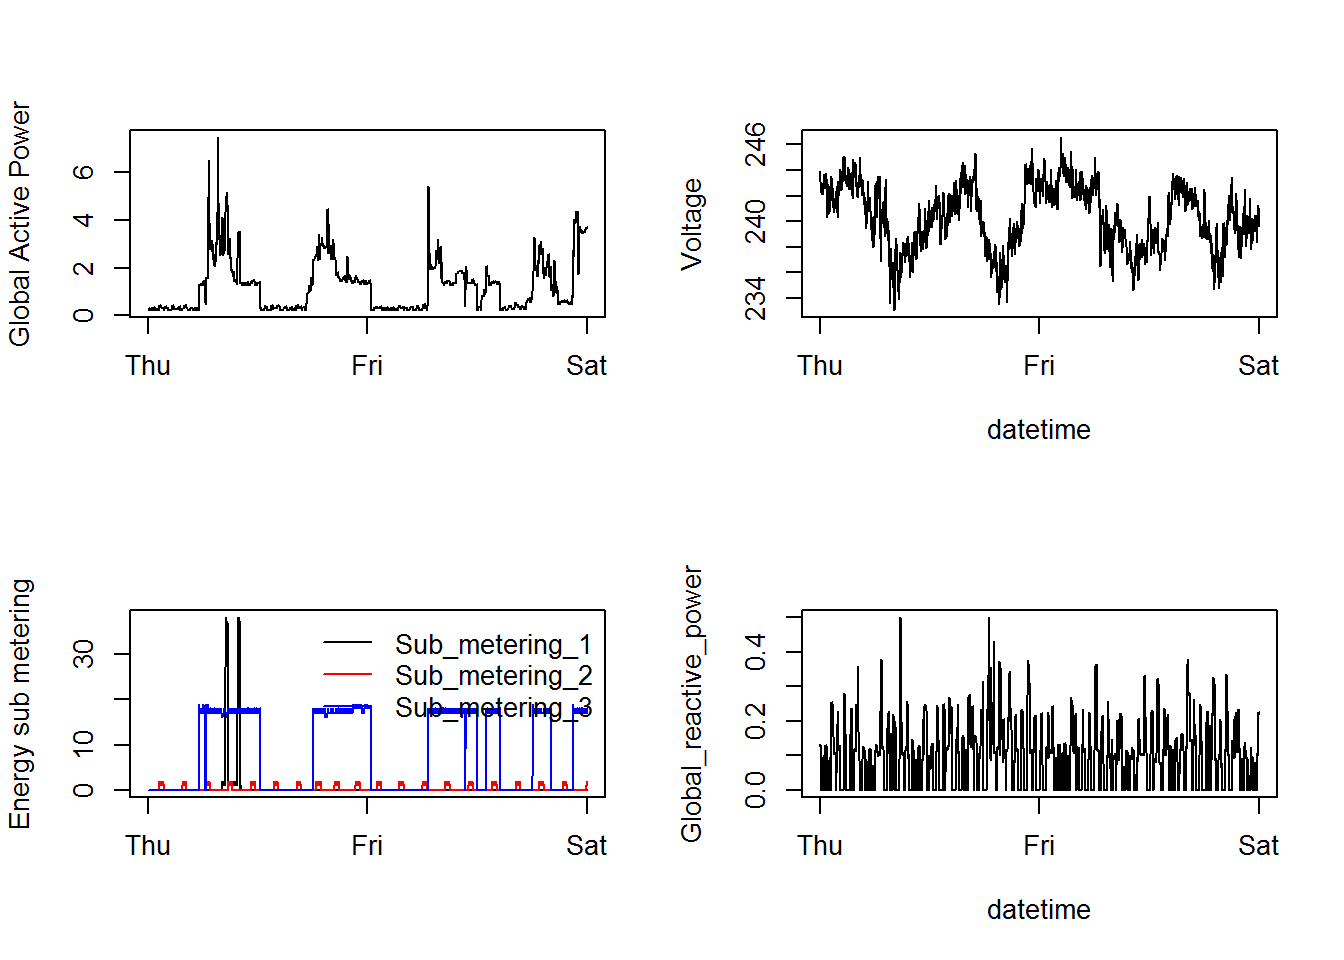 Global Active Power
0 2 4 6
Thu Fri Sat
Voltage
234 240 246
Thu Fri Sat
datetime
Energy sub metering
0 10 30
Sub_metering_1
Sub_metering_2
Sub_metering_3
Thu Fri Sat
Global_reactive_power
0.0 0.2 0.4
Thu Fri Sat
datetime